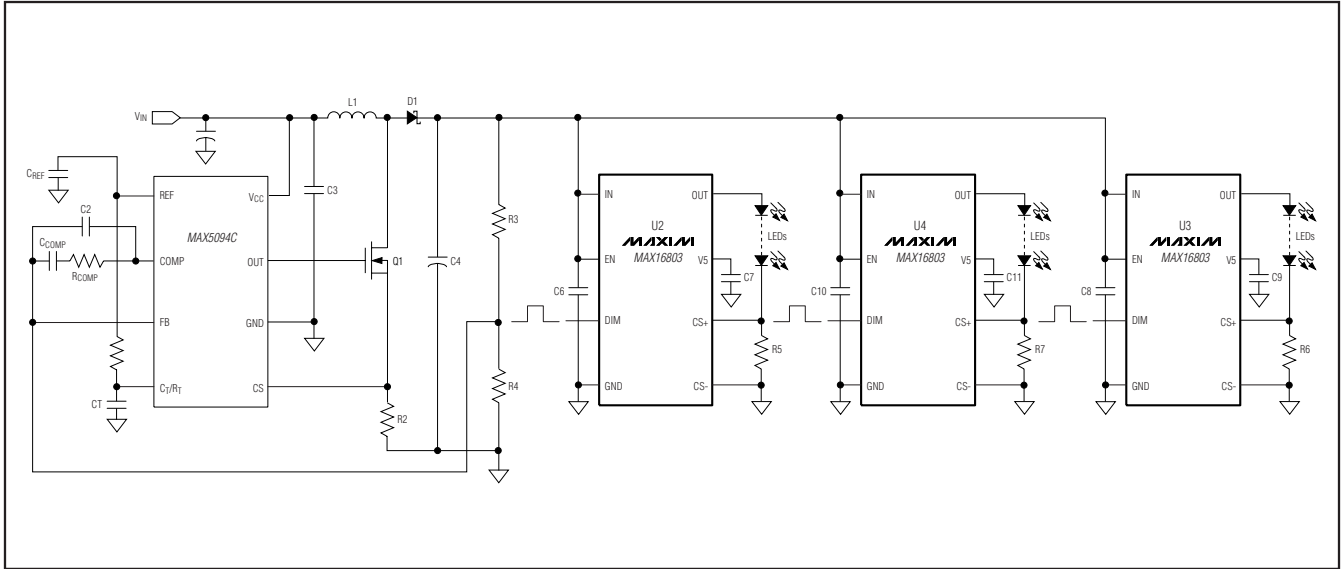 VIN
L1
D1
CREF
C2
CCOMP
RCOMP
REF
COMP
FB
CT/RT
MAX5094C
VCC
OUT
GND
CS
CT
C3
Q1
R2
C4
R3
R4
C6
IN
EN
DIM
GND
U2
MAXIM
MAX16803
OUT
V5
CS+
CS-
LEDs
C7
R5
C10
IN
EN
DIM
GND
U4
MAXIM
MAX16803
OUT
V5
CS+
CS-
LEDs
C11
R7
C8
IN
EN
DIM
GND
U3
MAXIM
MAX16803
OUT
V5
CS+
CS-
LEDs
C9
R6